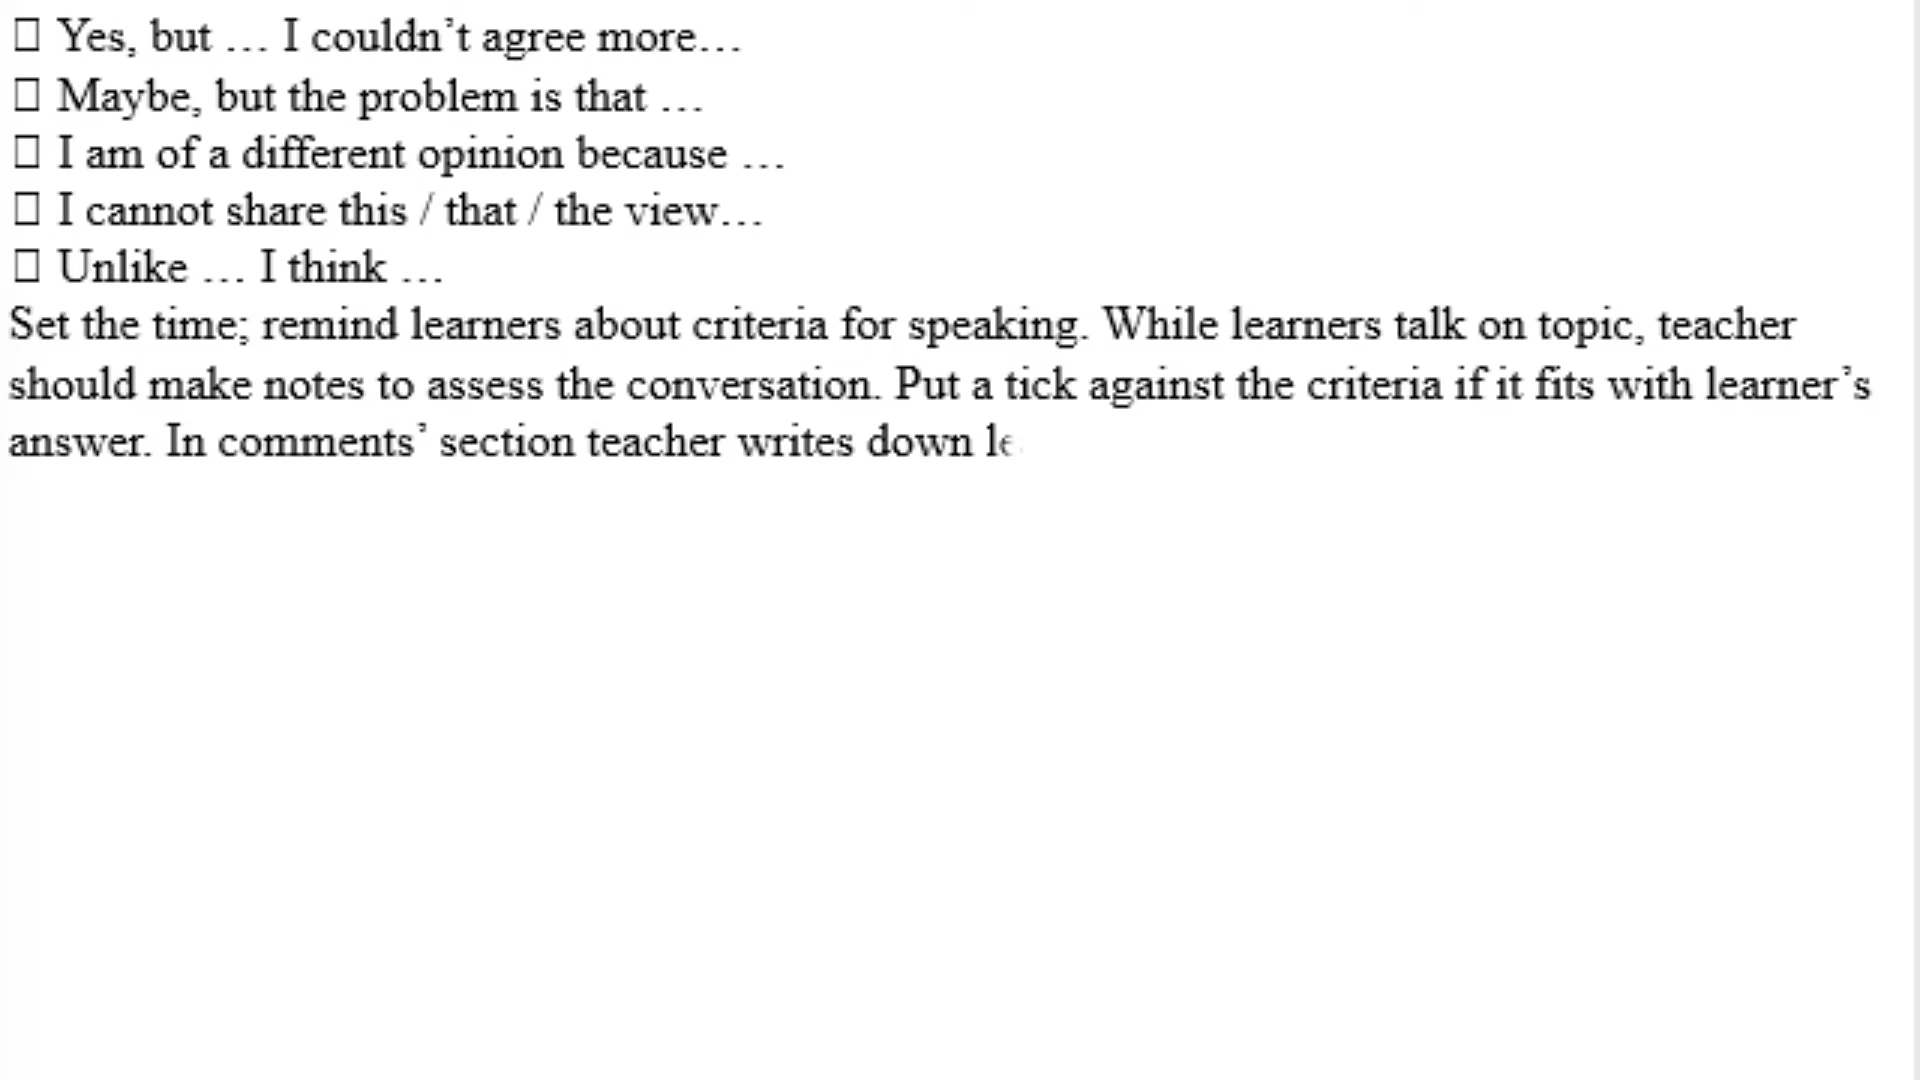 □ Yes, but … I couldn’t agree more…
□ Maybe, but the problem is that …
□ I am of a different opinion because …
□ I cannot share this / that / the view…
□ Unlike … I think …
Set the time; remind learners about criteria for speaking. While learners talk on topic, teacher
should make notes to assess the conversation. Put a tick against the criteria if it fits with learner’s
answer. In comments’ section teacher writes down